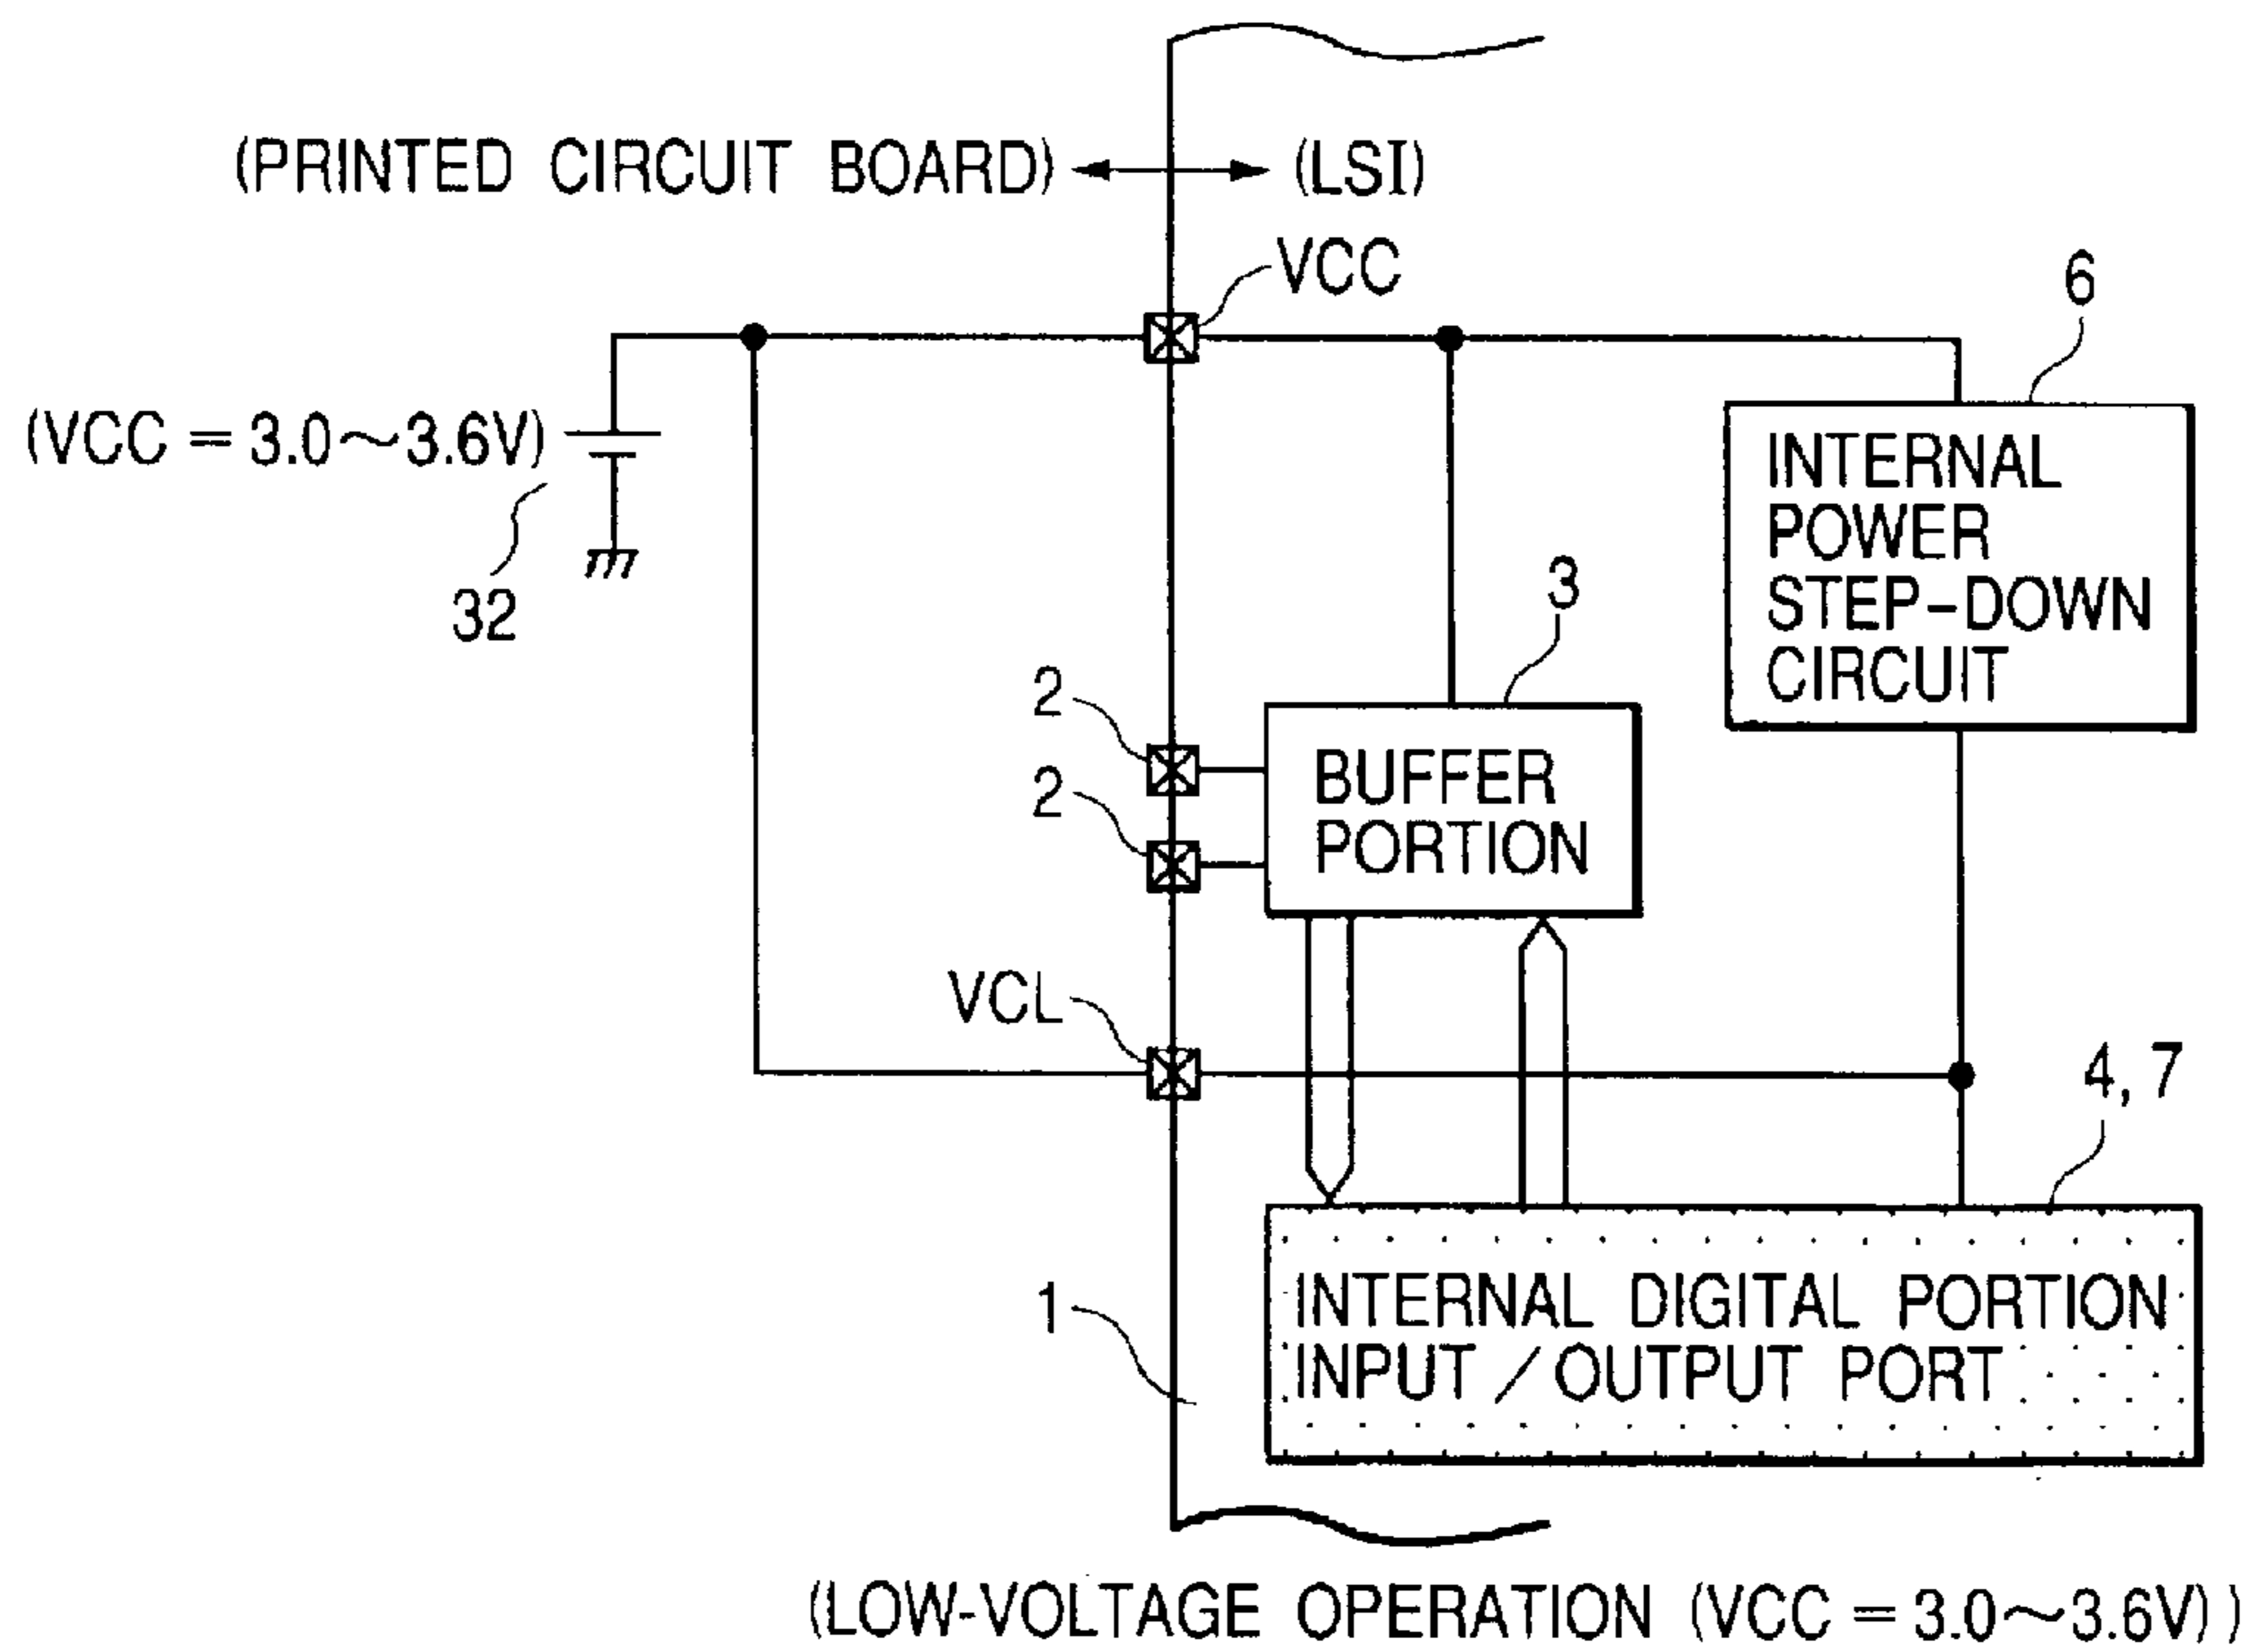 (PRINTED CIRCUIT BOARD)
(LSI)
VCC
6
(VCC = 3.0~3.6V)
32
INTERNAL
POWER
STEP-DOWN
CIRCUIT
3
2
2
BUFFER
PORTION
VCL
4, 7
1
INTERNAL DIGITAL PORTION
INPUT/OUTPUT PORT
(LOW-VOLTAGE OPERATION (VCC = 3.0~3.6V) )